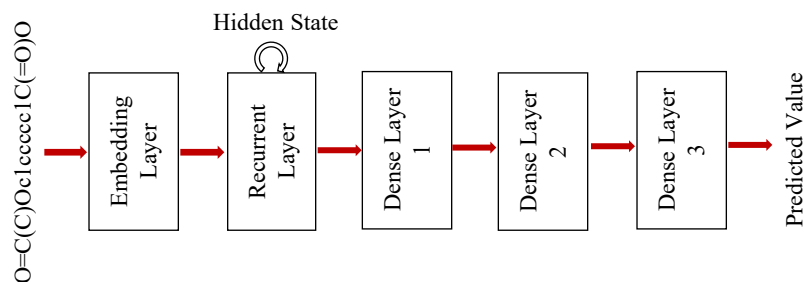 Hidden State
O=C(C)Oc1ccccc1C(=O)O
Embedding
Layer
Recurrent
Layer
Dense Layer
1
Dense Layer
2
Dense Layer
3
Predicted Value